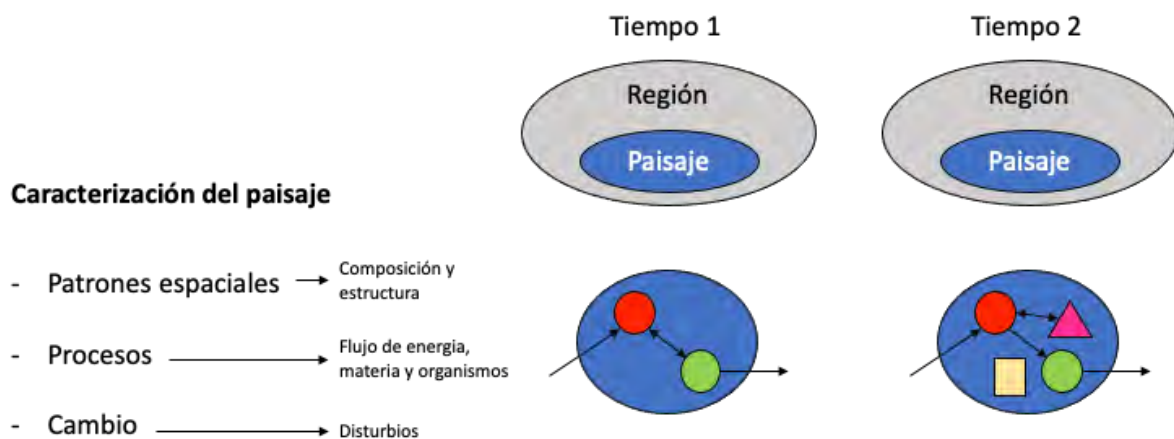 Tiempo 1
Tiempo 2
Región
Región
Paisaje
Paisaje
Caracterización del paisaje
- Patrones espaciales
Composición y
estructura
- Procesos
Flujo de energia,
materia y organismos
- Cambio
Disturbios